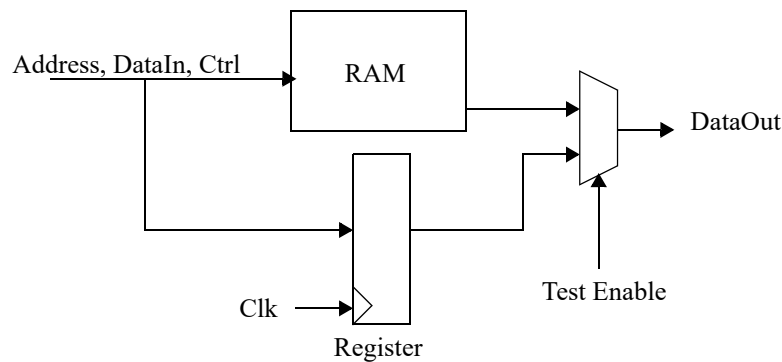 Address, DataIn, Ctrl
RAM
DataOut
Test Enable
Clk
Register